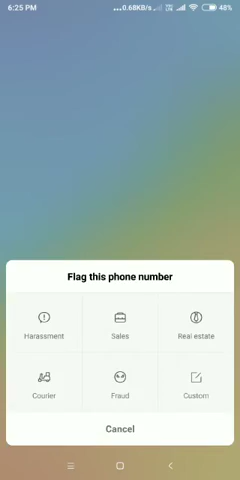 6:25 PM
...0.68KB/s
48%
Flag this phone number
Harassment
Sales
Real estate
Courier
Fraud
Custom
Cancel